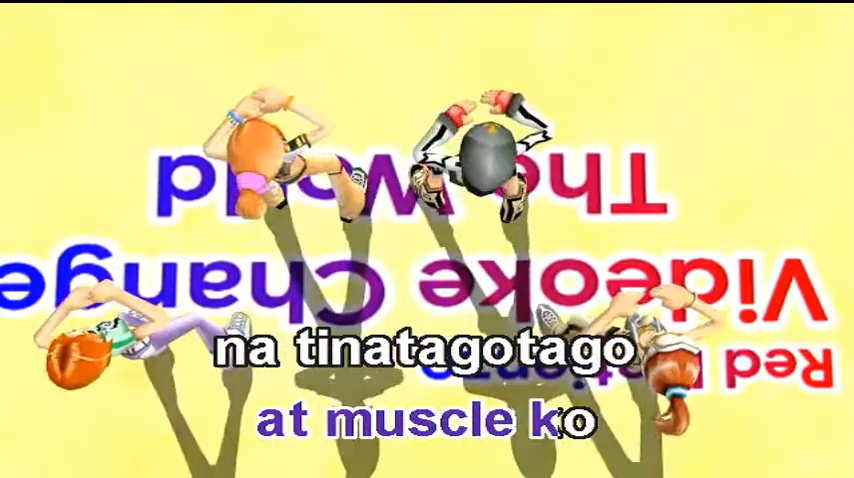 Red
Videoke Change
The World
na tinatagotago
at muscle ko